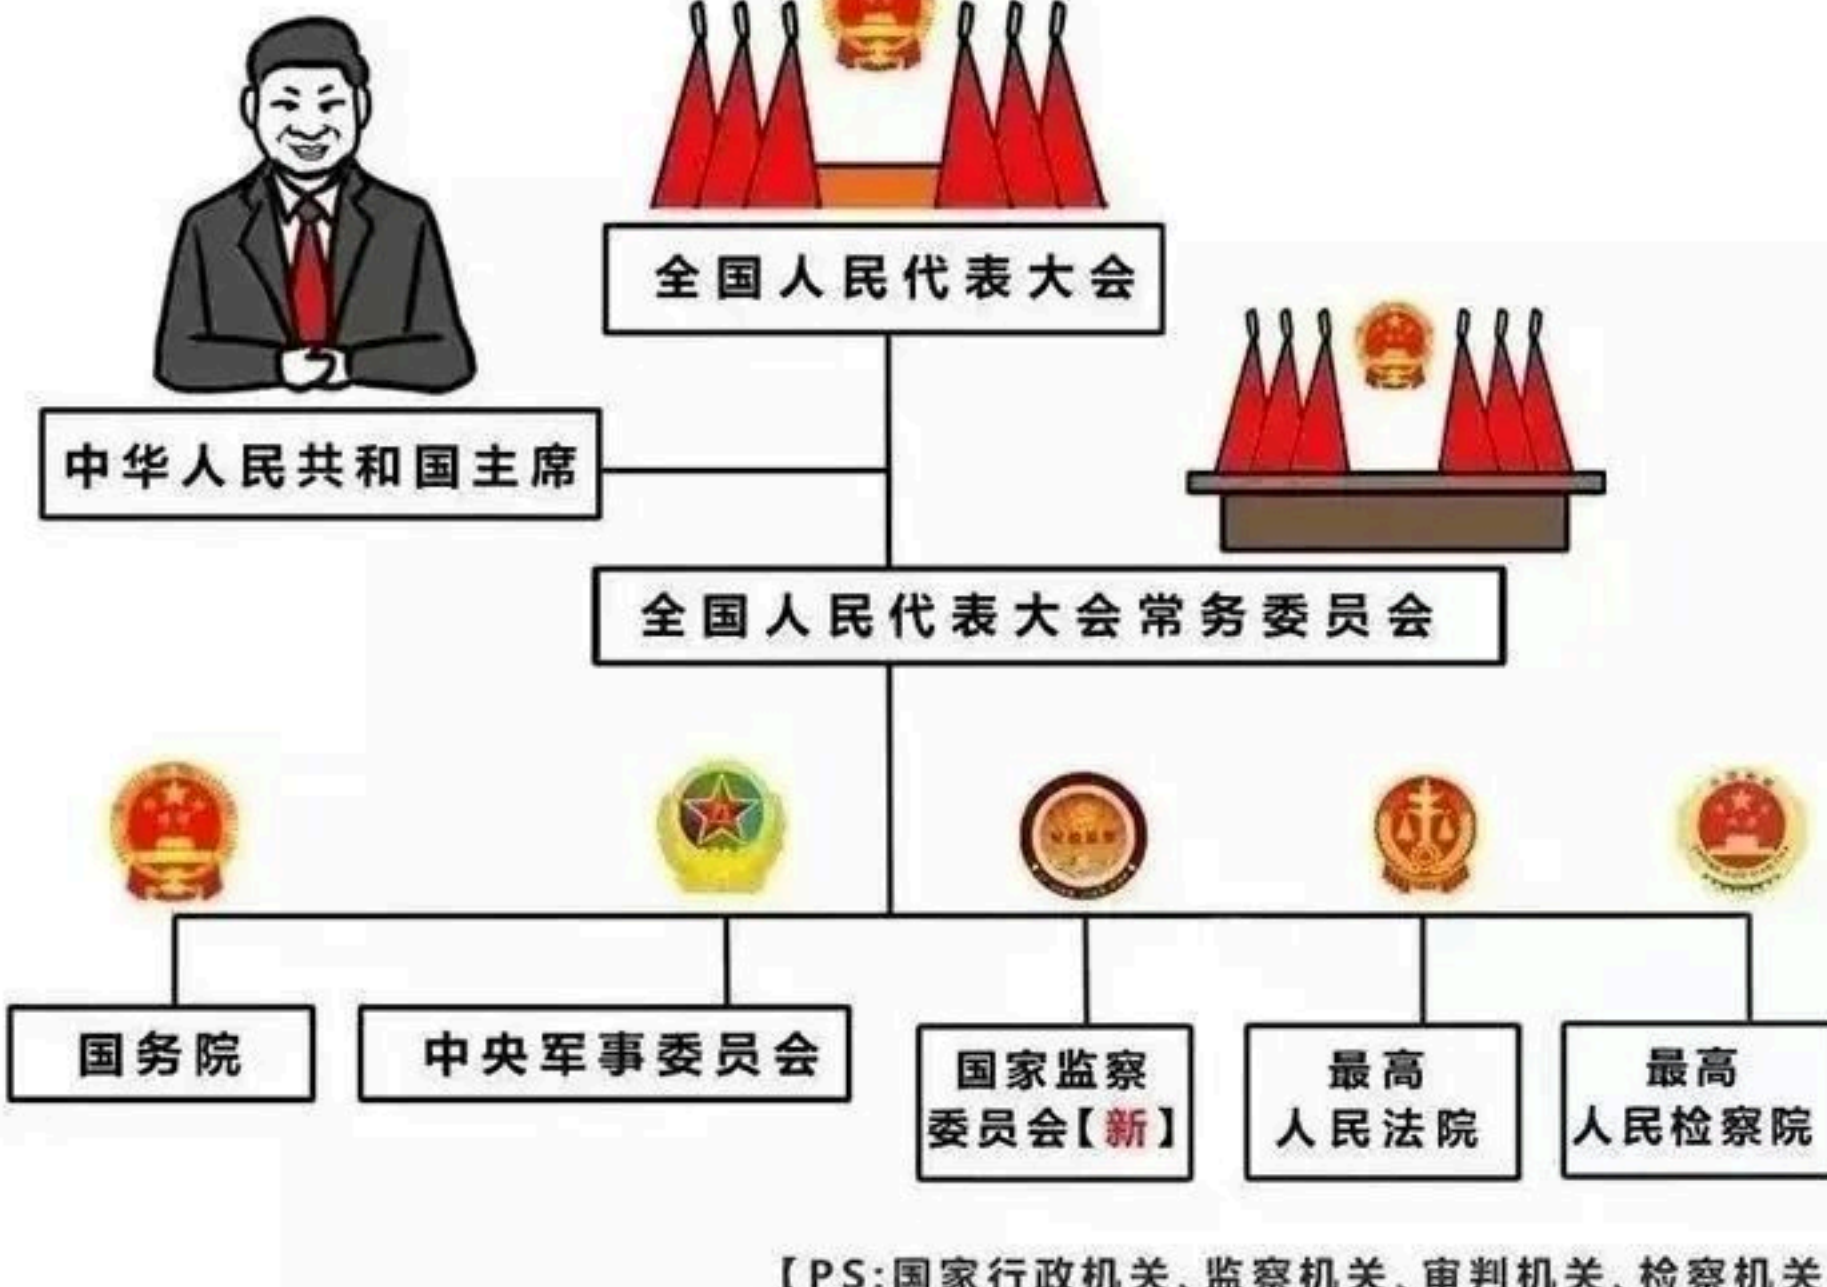 全国人民代表大会
中华人民共和国主席
全国人民代表大会常务委员会
国务院
中央军事委员会
国家监察
委员会【新】
最高
人民法院
最高
人民检察院
【PS:国家行政机关、监察机关、审判机关、检察机关